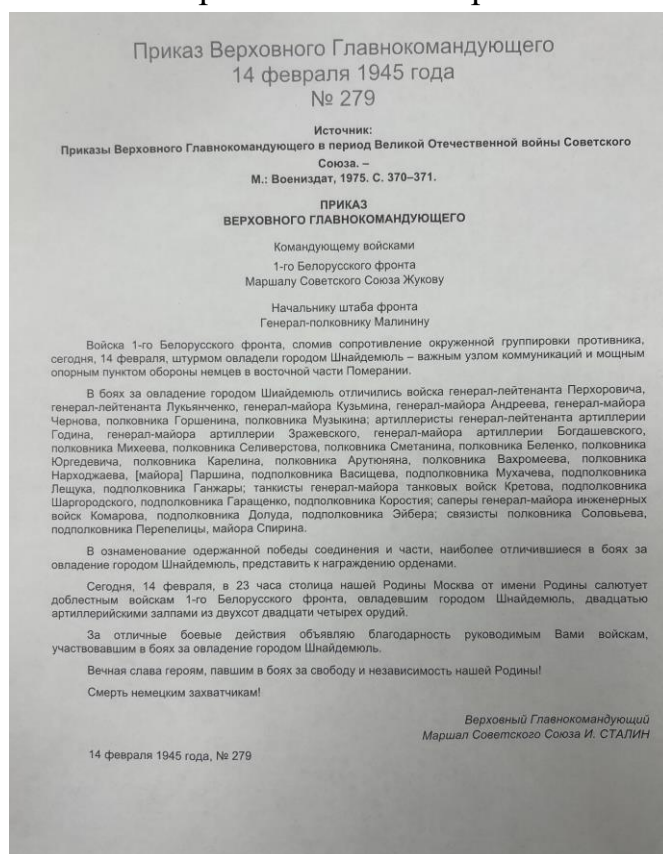 Приказ Верховного Главнокомандующего
14 февраля 1945 года
№ 279
Источник:
Приказы Верховного Главнокомандующего в период Великой Отечественной войны Советского
Союза. –
М.: Воениздат, 1975. С. 370–371.
ПРИКАЗ
ВЕРХОВНОГО ГЛАВНОКОМАНДУЮЩЕГО
Командующему войсками
1-го Белорусского фронта
Маршалу Советского Союза Жукову
Начальнику штаба фронта
Генерал-полковнику Малинину
Войска 1-го Белорусского фронта, сломив сопротивление окруженной группировки противника,
сегодня, 14 февраля, штурмом овладели городом Шнайдемюль – важным узлом коммуникаций и мощным
опорным пунктом обороны немцев в восточной части Померании.
В боях за овладение городом Шиайдемюль отличились войска генерал-лейтенанта Перхоровича,
генерал-лейтенанта Лукьянченко, генерал-майора Кузьмина, генерал-майора Андреева, генерал-майора
Чернова, полковника Горшенина, полковника Музыкина; артиллеристы генерал-лейтенанта артиллерии
Година, генерал-майора артиллерии Зражевского, генерал-майора артиллерии Богдашевского,
полковника Михеева, полковника Селиверстова, полковника Сметанина, полковника Беленко, полковника
Юргедевича, полковника Карелина, полковника Арутюняна, полковника Вахромеева, полковника
Нарходжаева, [майора] Паршина, подполковника Васищева, подполковника Мухачева, подполковника
Лещука, подполковника Ганжары; танкисты генерал-майора танковых войск Кретова, подполковника
Шаргородского, подполковника Гаращенко, подполковника Коростия; саперы генерал-майора инженерных
войск Комарова, подполковника Долуда, подполковника Эйбера; связисты полковника Соловьева,
подполковника Перепелицы, майора Спирина.
В ознаменование одержанной победы соединения и части, наиболее отличившиеся в боях за
овладение городом Шнайдемюль, представить к награждению орденами.
Сегодня, 14 февраля, в 23 часа столица нашей Родины Москва от имени Родины салютует
доблестным войскам 1-го Белорусского фронта, овладевшим городом Шнайдемюль, двадцатью
артиллерийскими залпами из двухсот двадцати четырех орудий.
За отличные боевые действия объявляю благодарность руководимым Вами войскам,
участвовавшим в боях за овладение городом Шнайдемюль.
Вечная слава героям, павшим в боях за свободу и независимость нашей Родины!
Смерть немецким захватчикам!
Верховный Главнокомандующий
Маршал Советского Союза И. СТАЛИН
14 февраля 1945 года, № 279